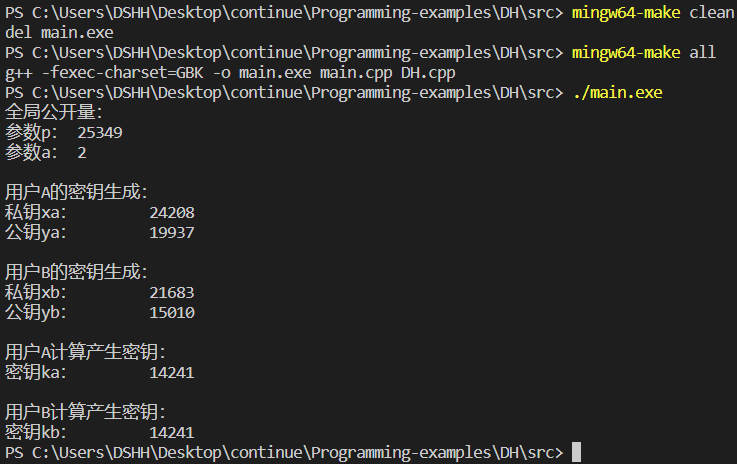 PS C:\Users\DSHH\Desktop\continue\Programming-examples\DH\src> mingw64-make clean
del main.exe
PS C:\Users\DSHH\Desktop\continue\Programming-examples\DH\src> mingw64-make all
g++ -fexec-charset=GBK -o main.exe main.cpp DH.cpp
PS C:\Users\DSHH\Desktop\continue\Programming-examples\DH\src> ./main.exe
全局公开量：
参数p： 25349
参数a： 2
用户A的密钥生成：
私钥xa： 24208
公钥ya： 19937
用户B的密钥生成：
私钥xb： 21683
公钥yb： 15010
用户A计算产生密钥：
密钥ka： 14241
用户B计算产生密钥：
密钥kb： 14241
PS C:\Users\DSHH\Desktop\continue\Programming-examples\DH\src>